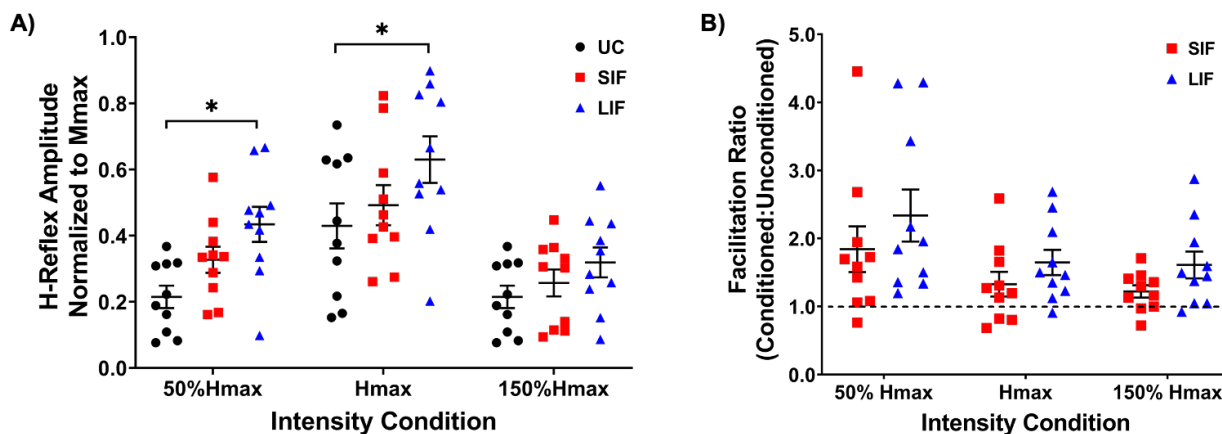 A)
H-Reflex Amplitude
Normalized to Mmax
1.0
0.8
0.6
0.4
0.2
0.0
*
*
UC
SIF
LIF
50%Hmax
Hmax
150%Hmax
Intensity Condition
B)
Facilitation Ratio
(Conditioned:Unconditioned)
5.0
4.0
3.0
2.0
1.0
0.0
SIF
LIF
50% Hmax
Hmax
150% Hmax
Intensity Condition